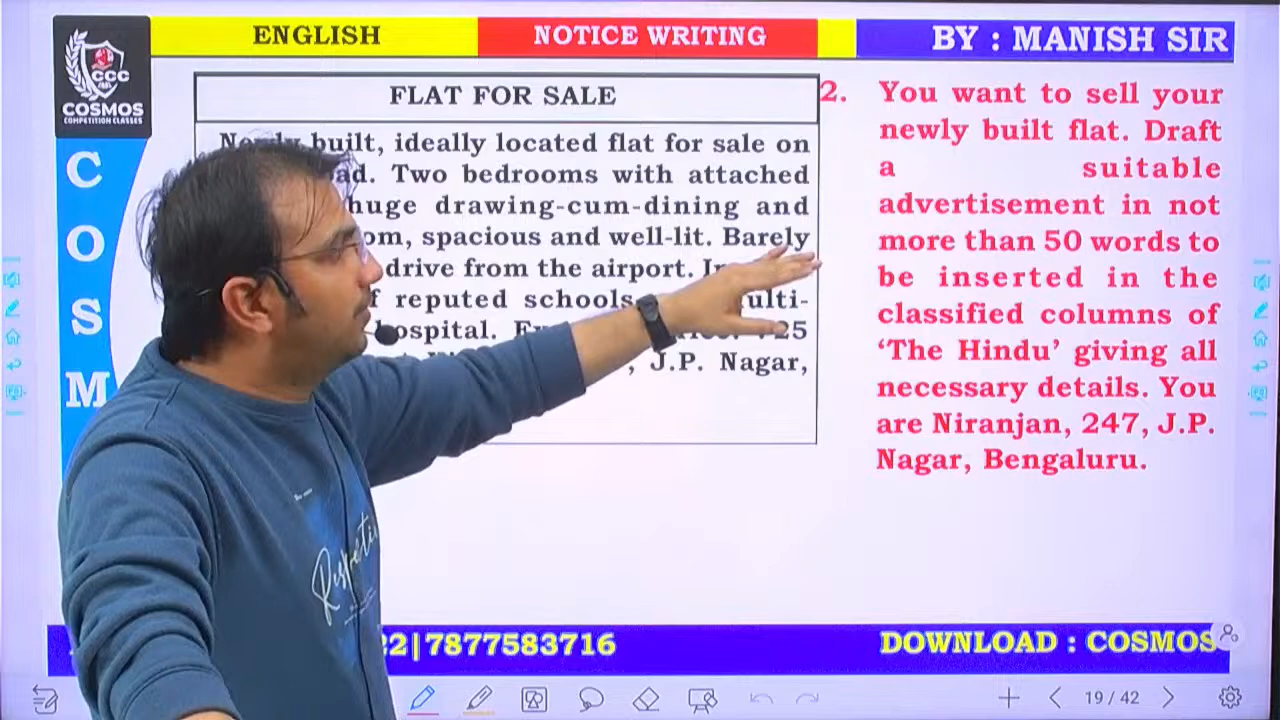 ENGLISH
NOTICE WRITING
BY : MANISH SIR
CCC
COSMOS
COMPETITION CLASSES
C
O
S
M
FLAT FOR SALE
built, ideally located flat for sale on
Two bedrooms with attached
huge drawing-cum-dining and
spacious and well-lit. Barely
drive from the airport.
reputed schools
hospital.
J.P. Nagar,
2. You want to sell your
newly built flat. Draft
a suitable
advertisement in not
more than 50 words to
be inserted in the
classified columns of
‘The Hindu’ giving all
necessary details. You
are Niranjan, 247, J.P.
Nagar, Bengaluru.
22|7877583716
DOWNLOAD : COSMOS
19 / 42